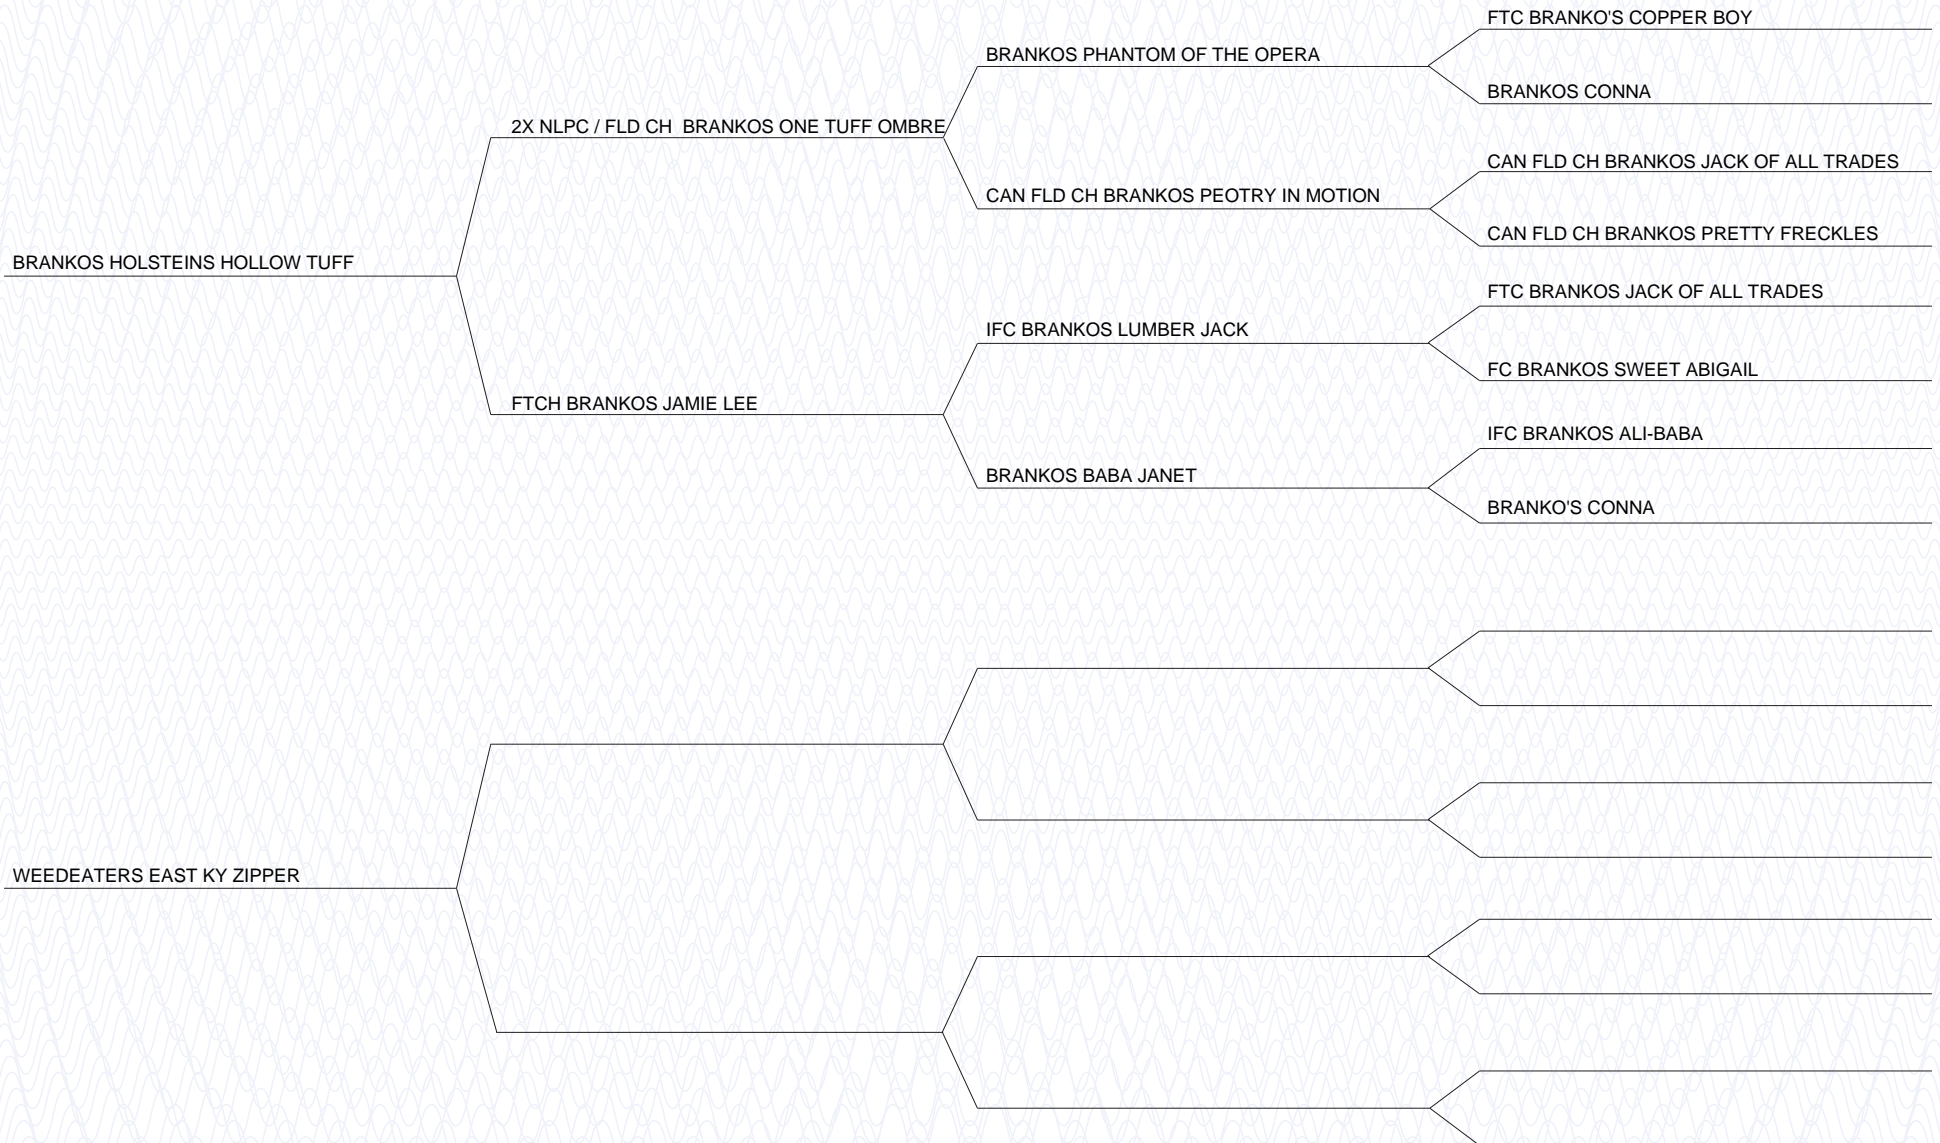 FTC BRANKO'S COPPER BOY
BRANKOS PHANTOM OF THE OPERA
BRANKOS CONNA
2X NLPC / FLD CH  BRANKOS ONE TUFF OMBRE
CAN FLD CH BRANKOS JACK OF ALL TRADES
CAN FLD CH BRANKOS PEOTRY IN MOTION
CAN FLD CH BRANKOS PRETTY FRECKLES
BRANKOS HOLSTEINS HOLLOW TUFF
FTC BRANKOS JACK OF ALL TRADES
IFC BRANKOS LUMBER JACK
FC BRANKOS SWEET ABIGAIL
FTCH BRANKOS JAMIE LEE
IFC BRANKOS ALI-BABA
BRANKOS BABA JANET
BRANKO'S CONNA
WEEDEATERS EAST KY ZIPPER